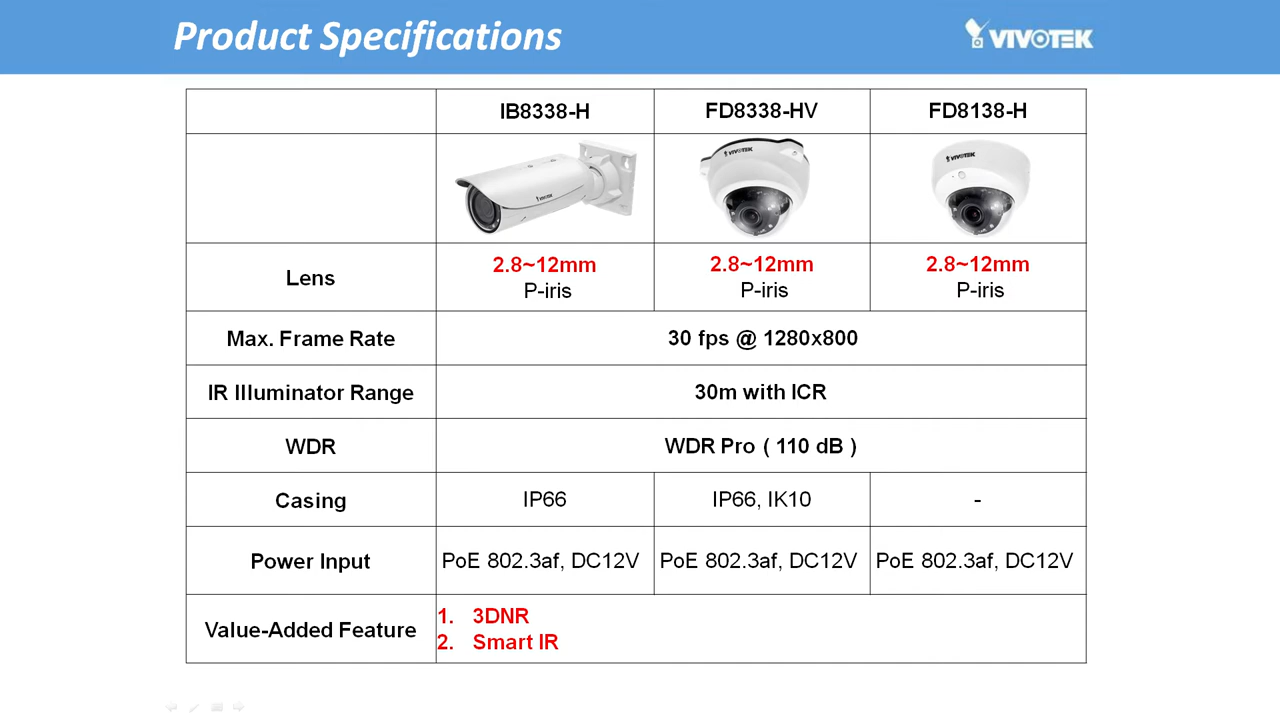 Product Specifications
VIVOTEK
IB8338-H FD8338-HV FD8138-H
VIVOTEK VIVOTEK VIVOTEK
Lens 2.8~12mm P-iris 2.8~12mm P-iris 2.8~12mm P-iris
Max. Frame Rate 30 fps @ 1280x800
IR Illuminator Range 30m with ICR
WDR WDR Pro ( 110 dB )
Casing IP66 IP66, IK10 -
Power Input PoE 802.3af, DC12V PoE 802.3af, DC12V PoE 802.3af, DC12V
Value-Added Feature 1. 3DNR
2. Smart IR